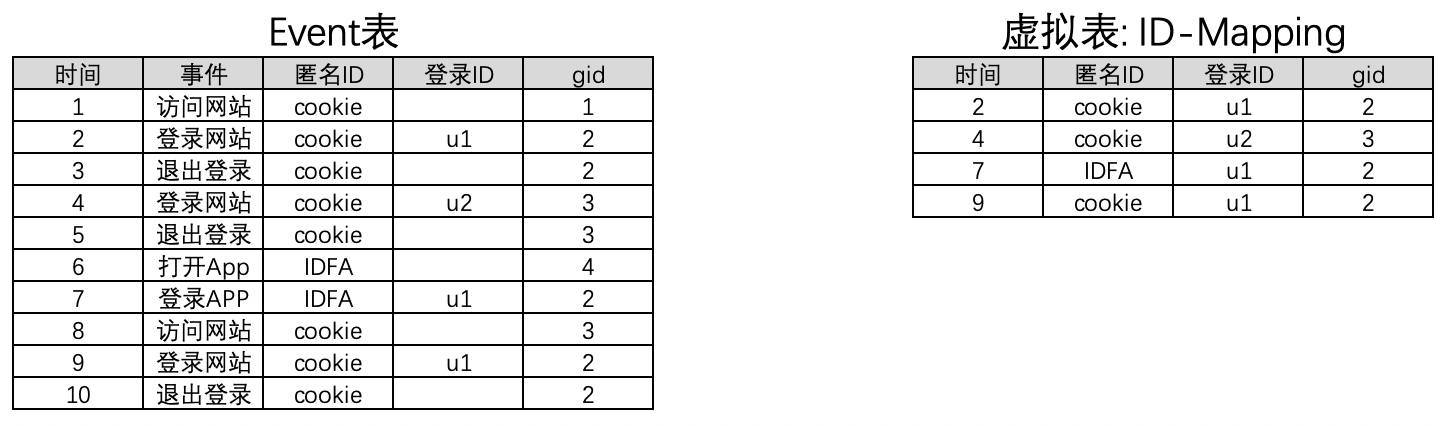 Event表
时间 事件 匿名ID 登录ID gid
1 访问网站 cookie 1
2 登录网站 cookie u1 2
3 退出登录 cookie 2
4 登录网站 cookie u2 3
5 退出登录 cookie 3
6 打开App IDFA 4
7 登录APP IDFA u1 2
8 访问网站 cookie 3
9 登录网站 cookie u1 2
10 退出登录 cookie 2
虚拟表: ID-Mapping
时间 匿名ID 登录ID gid
2 cookie u1 2
4 cookie u2 3
7 IDFA u1 2
9 cookie u1 2